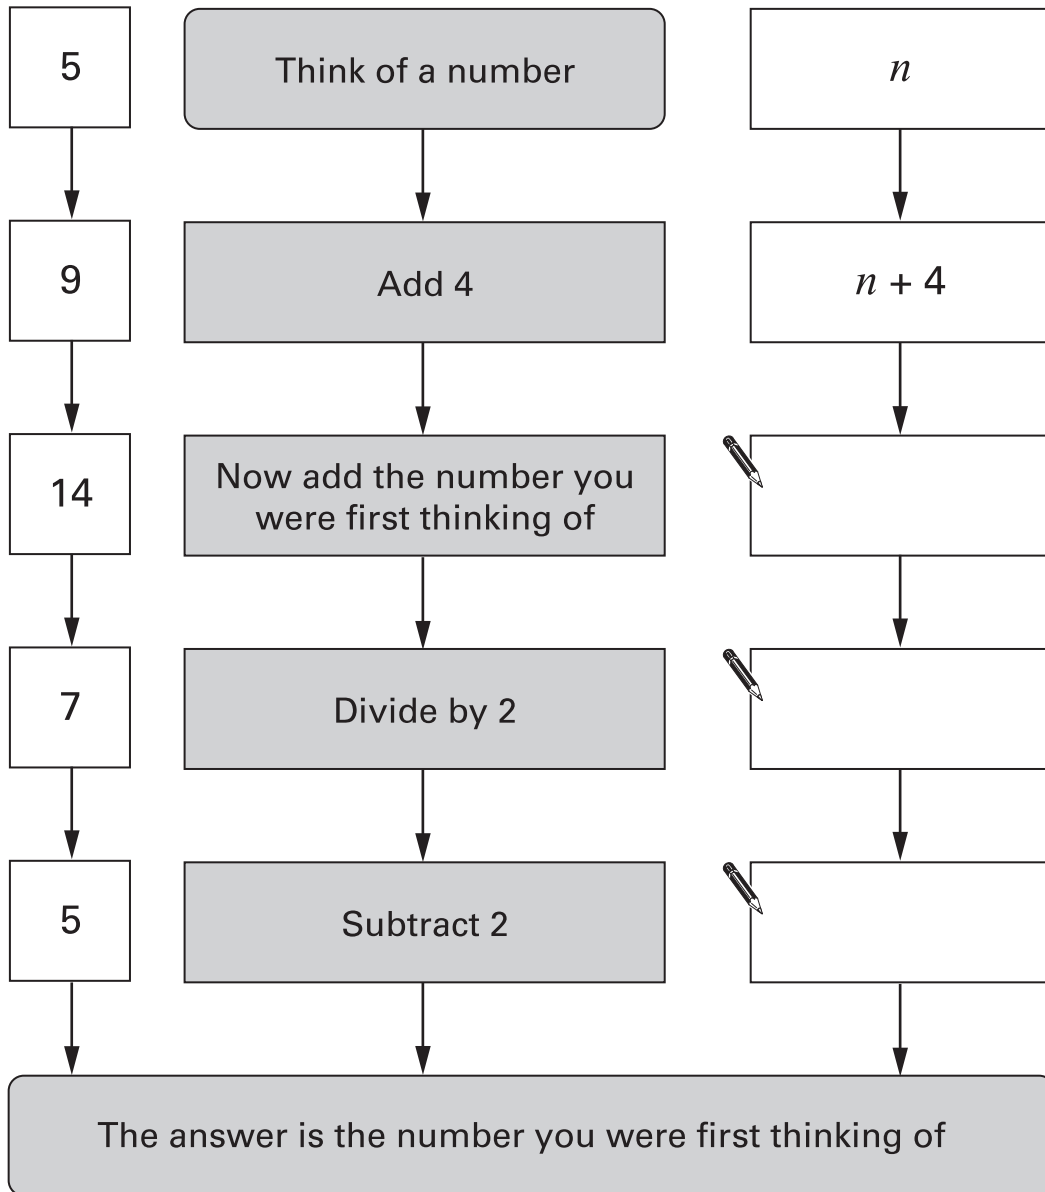 5
Think of a number
n
9
Add 4
n + 4
14
Now add the number you
were first thinking of
7
Divide by 2
5
Subtract 2
The answer is the number you were first thinking of